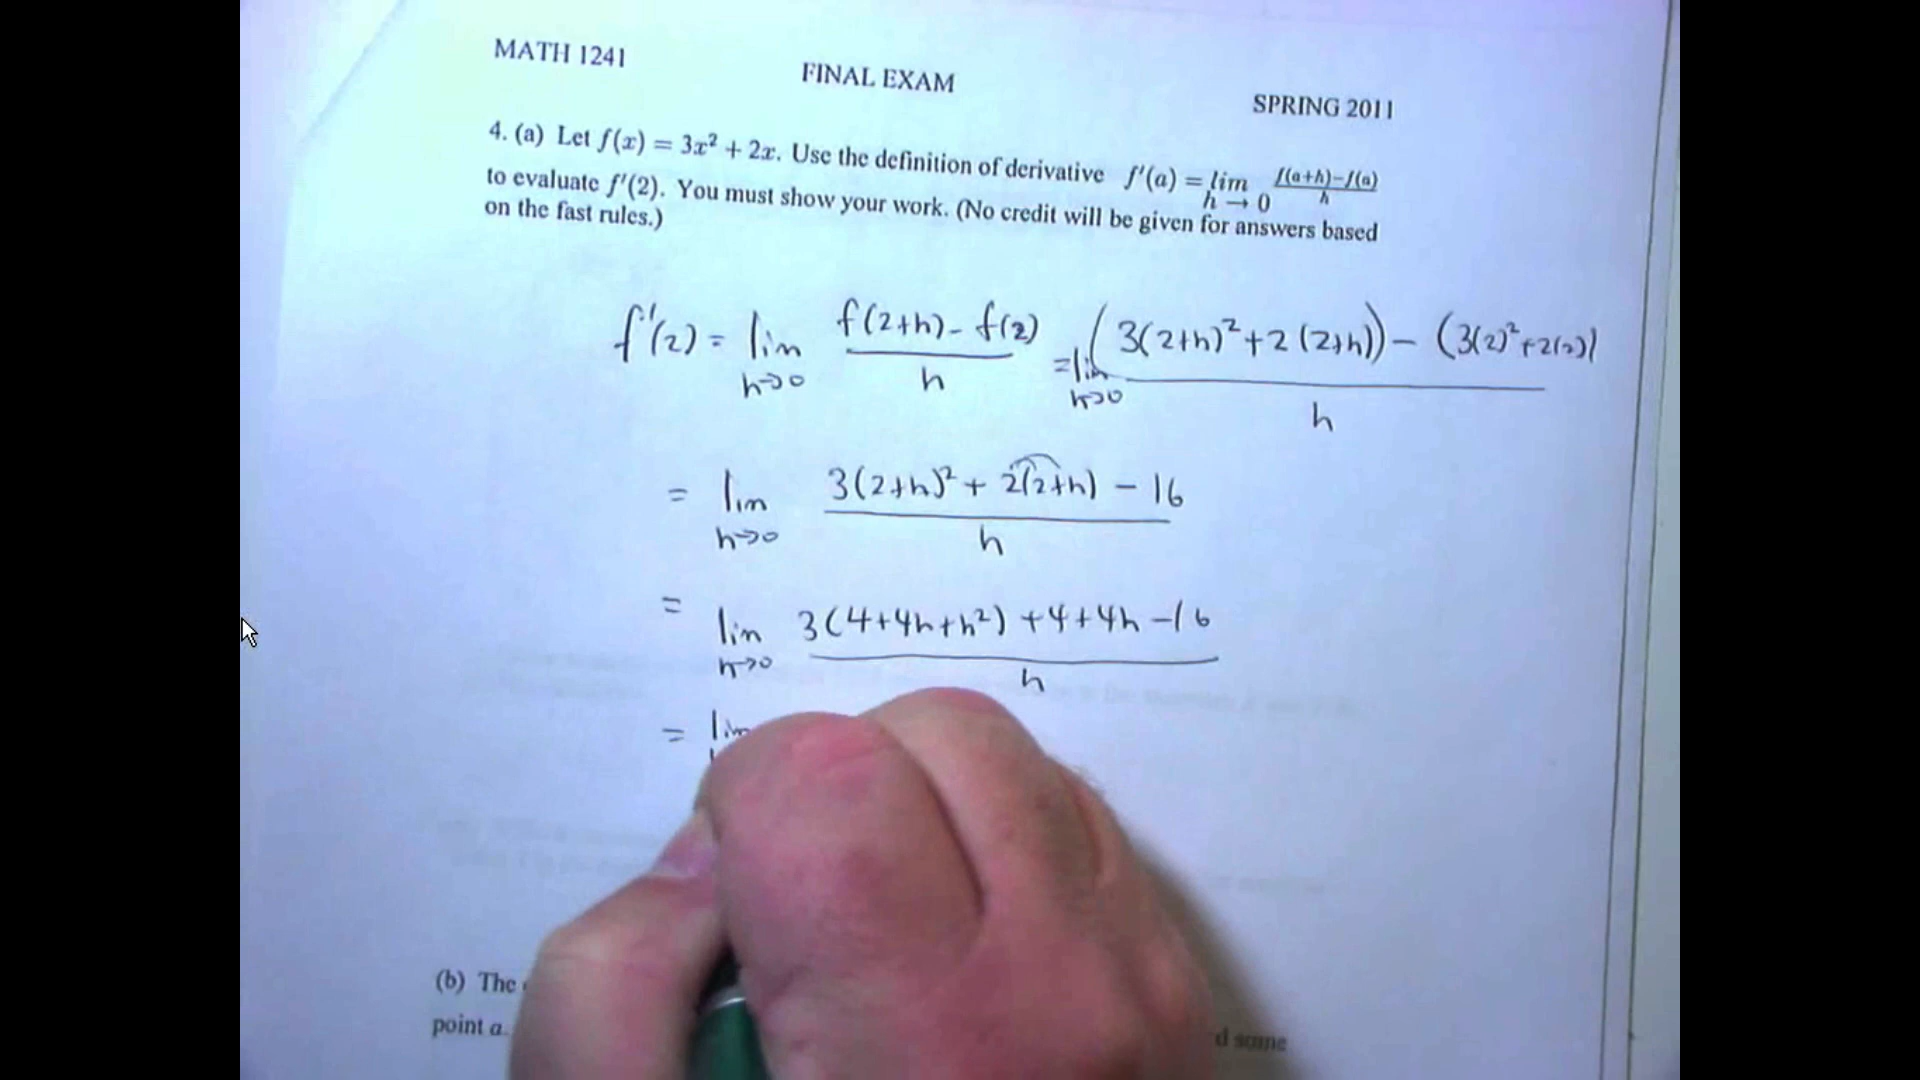 MATH 1241 FINAL EXAM SPRING 2011
4. (a) Let f(x) = 3x² + 2x. Use the definition of derivative f'(a) = lim h → 0 f(a+h)−f(a) / h
to evaluate f'(2). You must show your work. (No credit will be given for answers based
on the fast rules.)
f'(2) = lim h→0 f(2+h) - f(2) / h = lim h→0 (3(2+h)² + 2(2+h)) - (3(2)² + 2(2)) / h
= lim h→0 3(2+h)² + 2(2+h) - 16 / h
= lim h→0 3(4+4h+h²) + 4 + 4h - 16 / h
= lim
(b) The
point a. d some